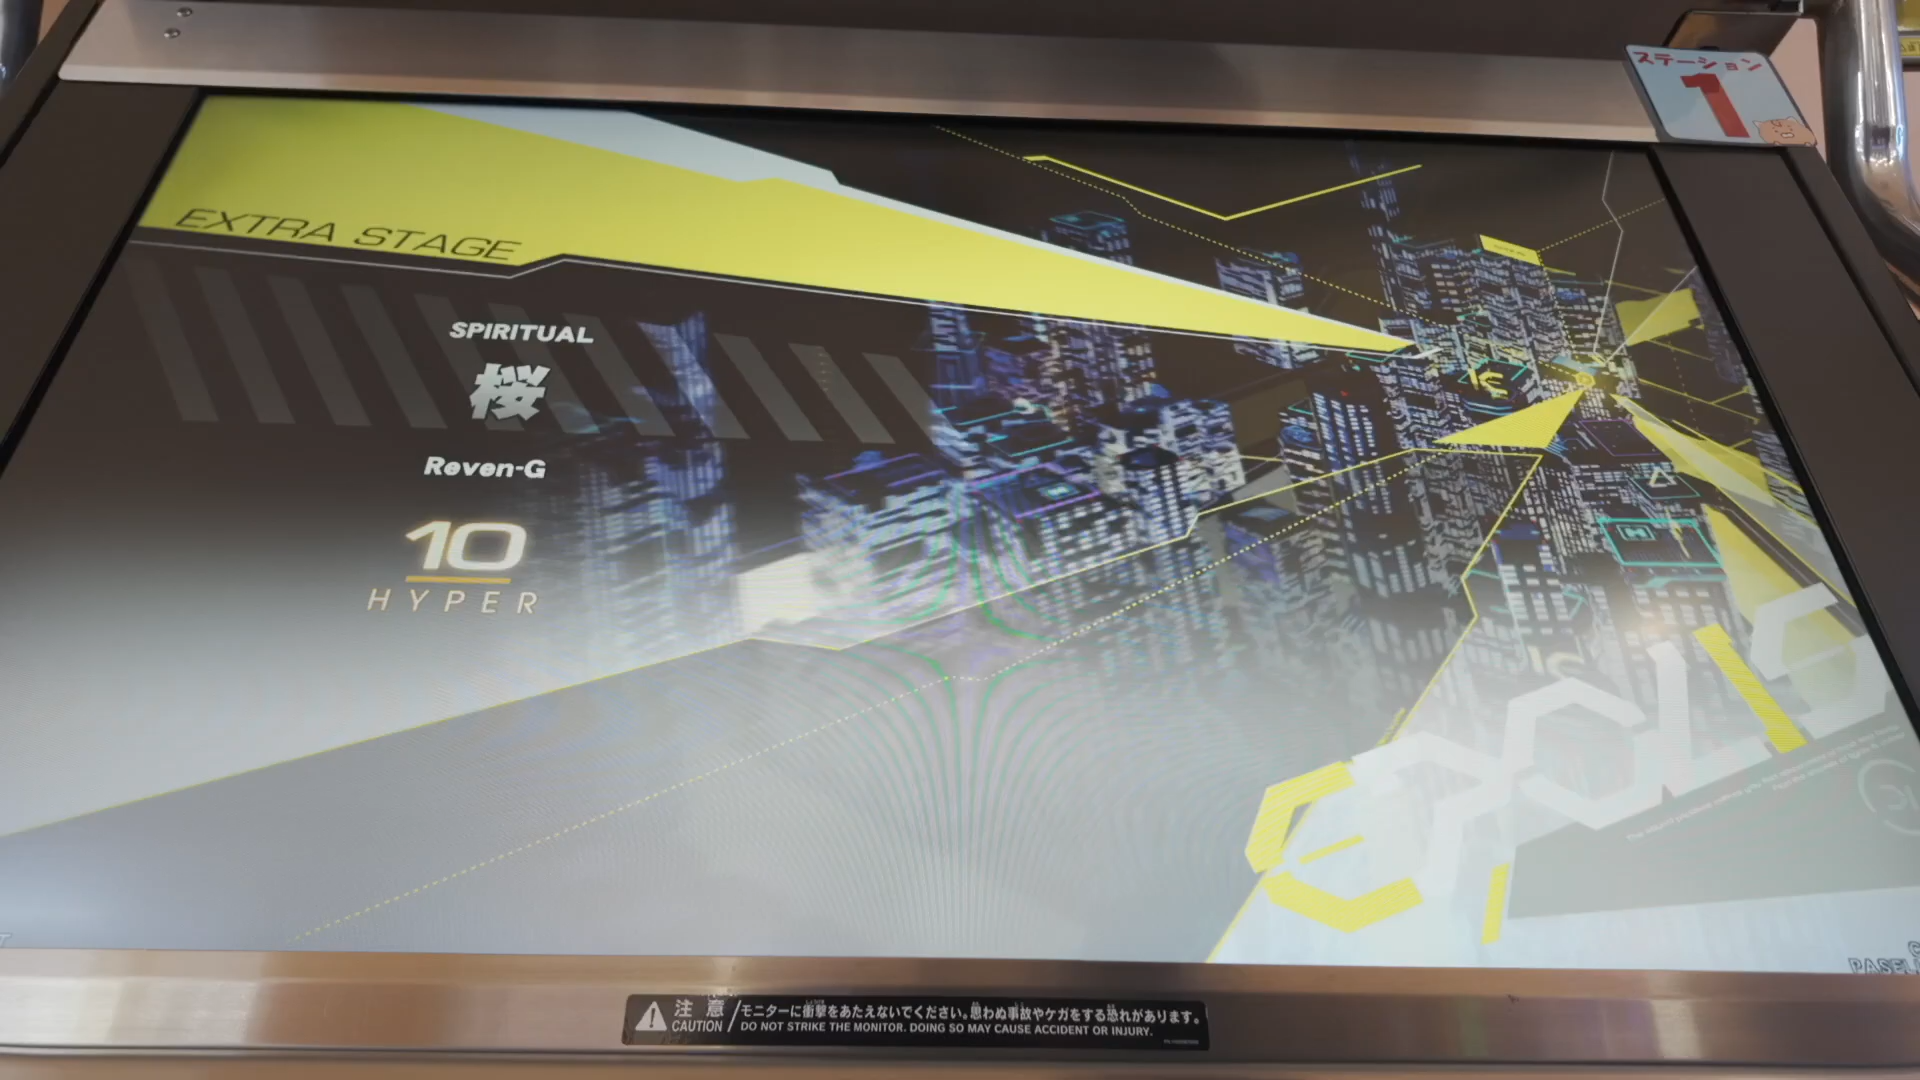 ステーション
1
EXTRA STAGE
SPIRITUAL
桜
Reven-G
10
HYPER
epolis
注意 / モニターに衝撃をあたえないでください。思わぬ事故やケガをする恐れがあります。
CAUTION DO NOT STRIKE THE MONITOR. DOING SO MAY CAUSE ACCIDENT OR INJURY.